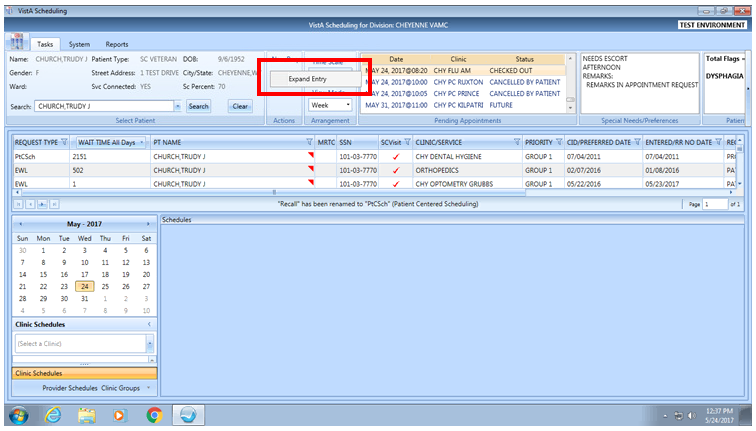 VistA Scheduling
VistA Scheduling for Division: CHEYENNE VAMC
TEST ENVIRONMENT
Tasks System Reports
Name: CHURCH,TRUDY J Patient Type: SC VETERAN DOB: 9/6/1952
Gender: F Street Address: 1 TEST DRIVE City/State: CHEYENNE,W
Ward: Svc Connected: YES Sc Percent: 70
Search: CHURCH,TRUDY J Search Clear
Select Patient
Expand Entry
Actions
Time Scale
Week
Arrangement
Date Clinic Status
MAY 24, 2017@08:20 CHY FLU AM CHECKED OUT
MAY 24, 2017@10:00 CHY PC RUXTON CANCELLED BY PATIENT
MAY 24, 2017@10:05 CHY PC PRINCE CANCELLED BY PATIENT
MAY 31, 2017@11:00 CHY PC KILPATRI FUTURE
Pending Appointments
NEEDS ESCORT
AFTERNOON
REMARKS:
REMARKS IN APPOINTMENT REQUEST
Special Needs/Preferences
Total Flags =
DYSPHAGIA
Patien
REQUEST TYPE WAIT TIME All Days PT NAME MRTC SSN SCVisit CLINIC/SERVICE PRIORITY CID/PREFERRED DATE ENTERED/RR NO DATE REQ
PtCSch 2151 CHURCH,TRUDY J 101-03-7770 CHY DENTAL HYGIENE GROUP 1 07/04/2011 07/04/2011 PR
EWL 502 CHURCH,TRUDY J 101-03-7770 ORTHOPEDICS GROUP 1 02/07/2016 01/08/2016 PA
EWL 1 CHURCH,TRUDY J 101-03-7770 CHY OPTOMETRY GRUBBS GROUP 1 05/22/2016 05/23/2017 PA
"Recall" has been renamed to "PtCSch" (Patient Centered Scheduling)
Page 1 of 1
May - 2017
Sun Mon Tue Wed Thu Fri Sat
30 1 2 3 4 5 6
7 8 9 10 11 12 13
14 15 16 17 18 19 20
21 22 23 24 25 26 27
28 29 30 31 1 2 3
4 5 6 7 8 9 10
Clinic Schedules
(Select a Clinic)
Clinic Schedules
Provider Schedules Clinic Groups
Schedules
12:37 PM
5/24/2017